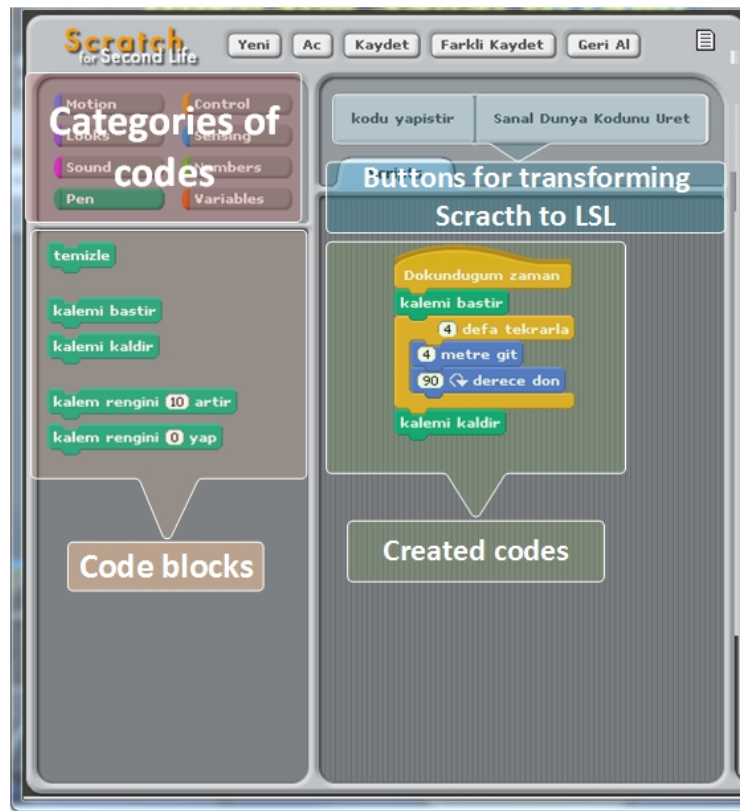 Scratch
for Second Life
Yeni
Ac
Kaydet
Farkli Kaydet
Geri Al
Motion
Control
Looks
Sensing
Sound
Numbers
Pen
Variables
Categories of
codes
kodu yapistir
Sanal Dunya Kodunu Uret
Buttons for transforming
Scracth to LSL
temizle
kalemi bastir
kalemi kaldir
kalem rengini 10 artir
kalem rengini 0 yap
Code blocks
Dokundugum zaman
kalemi bastir
4 defa tekrarla
4 metre git
90 derece don
kalemi kaldir
Created codes